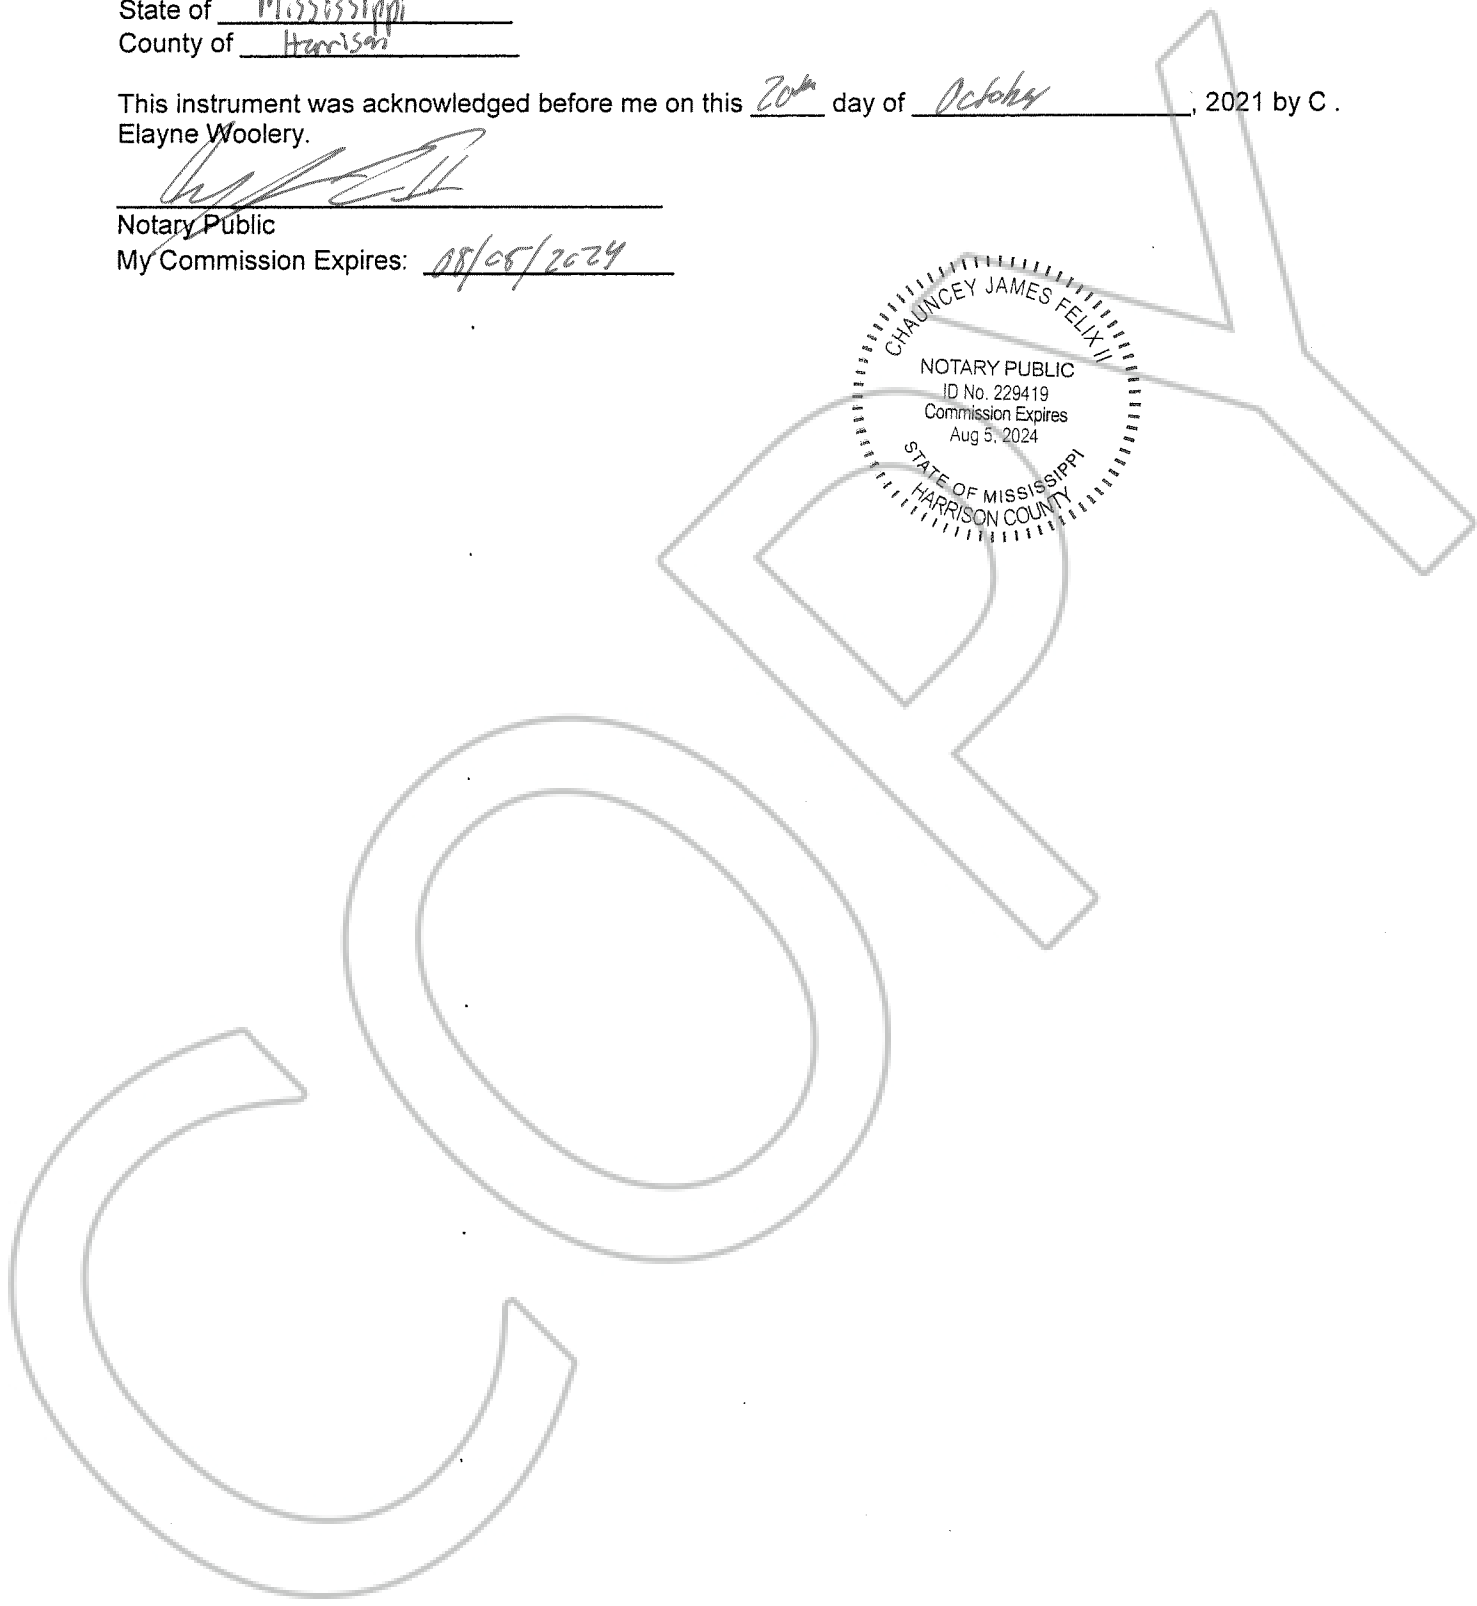 State of Mississippi
County of Harrison
This instrument was acknowledged before me on this 20th day of October, 2021 by C .
Elayne Woolery.
Notary Public
My Commission Expires: 08/05/2024
CHAUNCEY JAMES FELIX II
NOTARY PUBLIC
ID No. 229419
Commission Expires
Aug 5, 2024
STATE OF MISSISSIPPI
HARRISON COUNTY
COPY